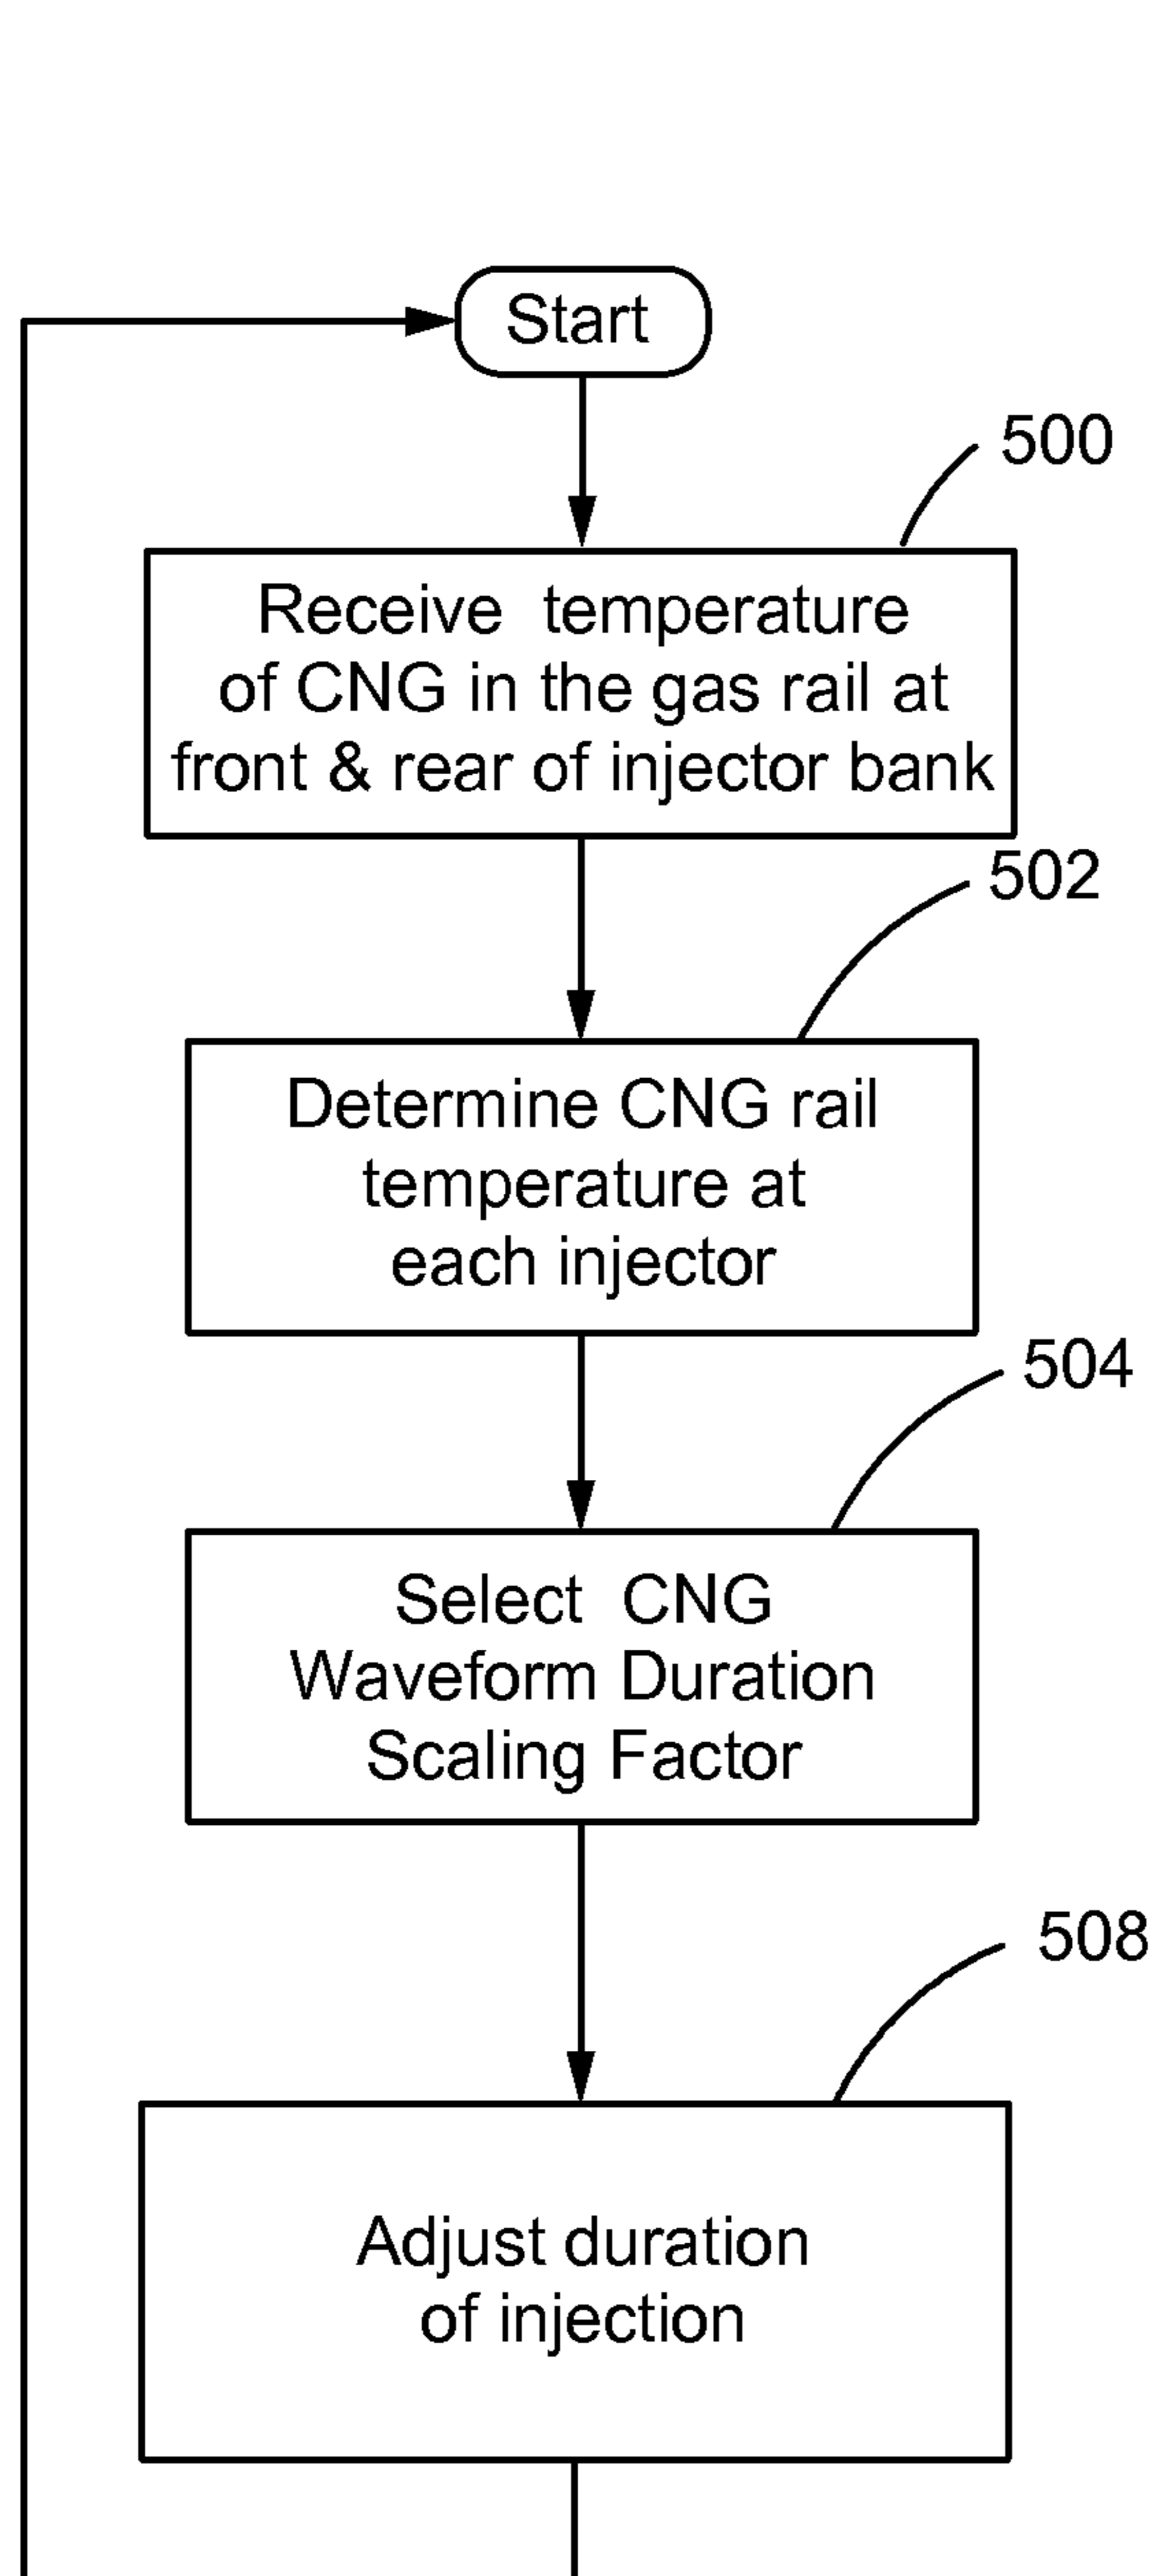 Start
500
Receive temperature
of CNG in the gas rail at
front & rear of injector bank
502
Determine CNG rail
temperature at
each injector
504
Select CNG
Waveform Duration
Scaling Factor
508
Adjust duration
of injection